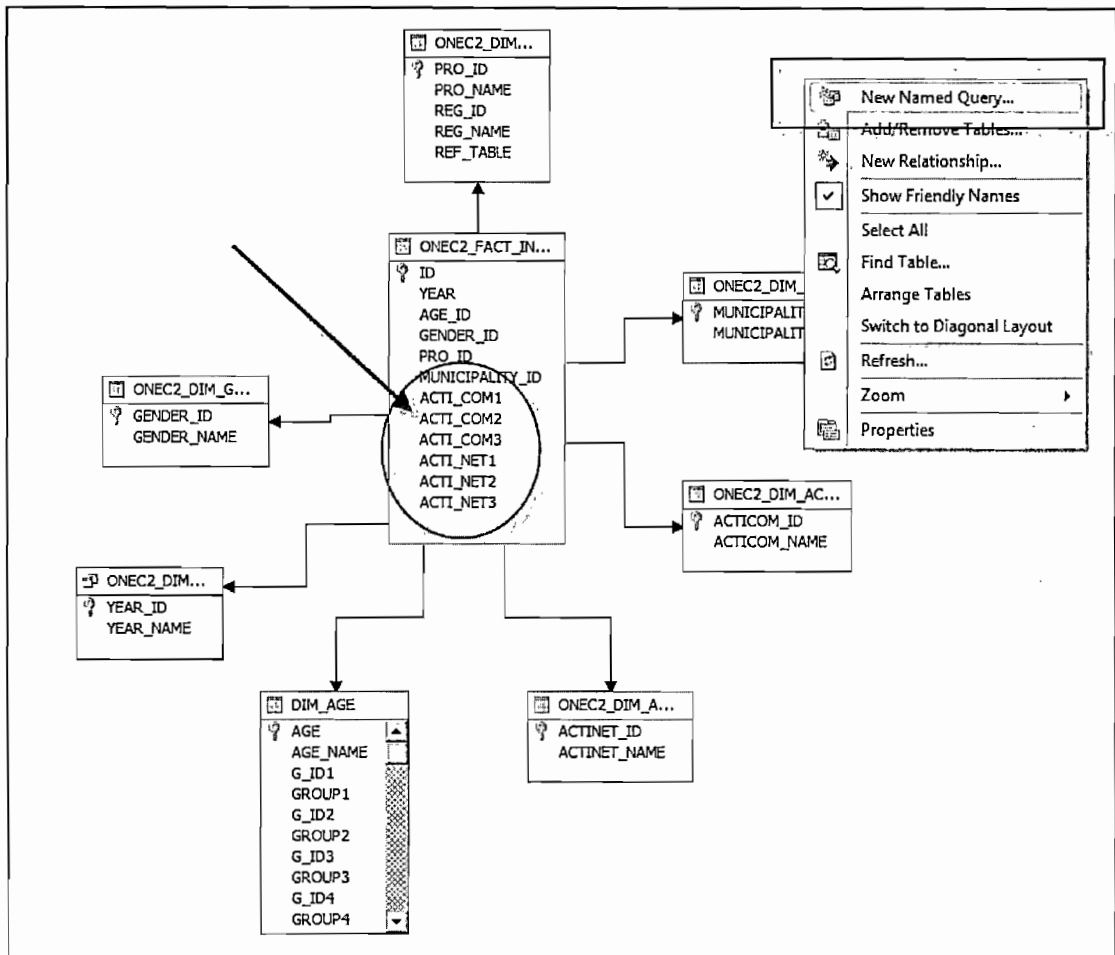 ONEC2_DIM...
PRO_ID
PRO_NAME
REG_ID
REG_NAME
REF_TABLE
New Named Query...
Add/Remove Tables...
New Relationship...
Show Friendly Names
Select All
Find Table...
Arrange Tables
Switch to Diagonal Layout
Refresh...
Zoom
Properties
ONEC2_FACT_IN...
ID
YEAR
AGE_ID
GENDER_ID
PRO_ID
MUNICIPALITY_ID
ACTI_COM1
ACTI_COM2
ACTI_COM3
ACTI_NET1
ACTI_NET2
ACTI_NET3
ONEC2_DIM_
MUNICIPALIT
MUNICIPALIT
ONEC2_DIM_G...
GENDER_ID
GENDER_NAME
ONEC2_DIM_AC...
ACTICOM_ID
ACTICOM_NAME
ONEC2_DIM...
YEAR_ID
YEAR_NAME
DIM_AGE
AGE
AGE_NAME
G_ID1
GROUP1
G_ID2
GROUP2
G_ID3
GROUP3
G_ID4
GROUP4
ONEC2_DIM_A...
ACTINET_ID
ACTINET_NAME